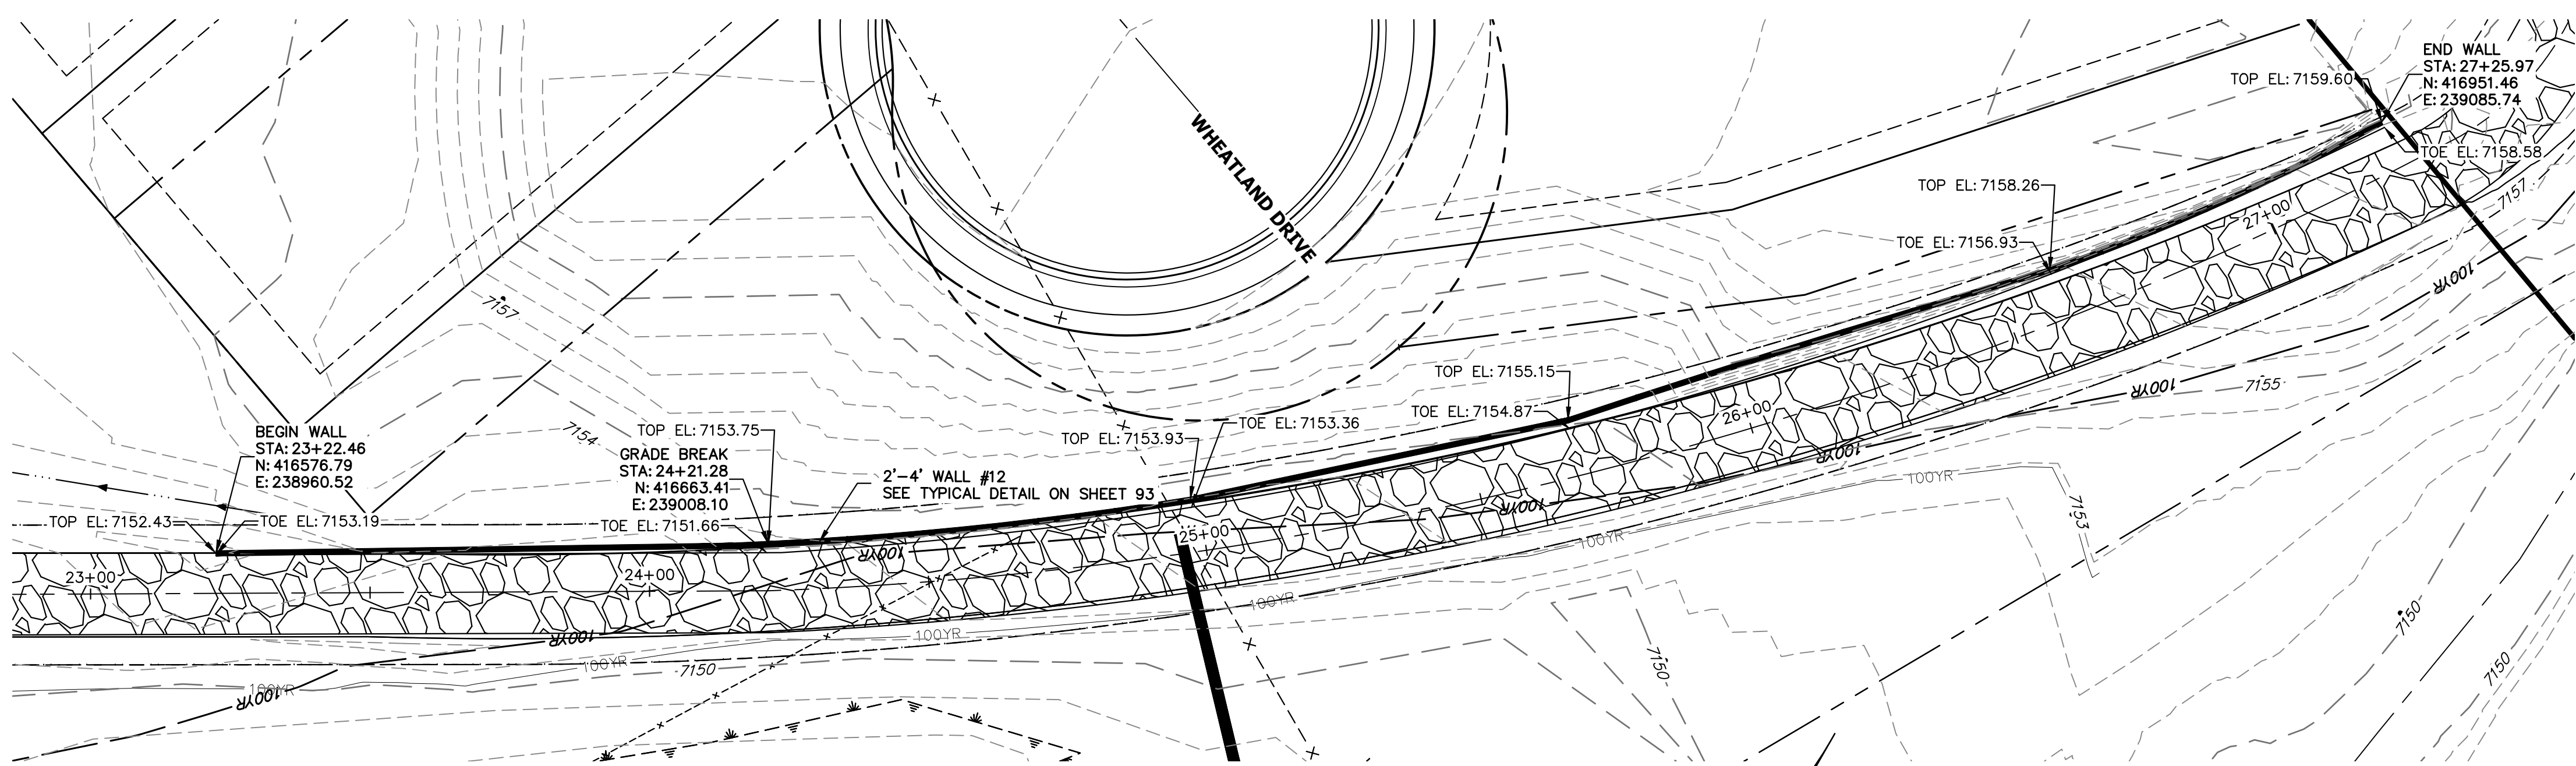 END WALL
STA: 27+25.97
N: 416951.46
E: 239085.74
TOP EL: 7159.60
TOE EL: 7158.58
WHEATLAND DRIVE
TOP EL: 7158.26
7157
27+00
TOE EL: 7156.93
100YR
7157
TOP EL: 7155.15
7155
100YR
TOE EL: 7154.87
26+00
BEGIN WALL
STA: 23+22.46
N: 416576.79
E: 238960.52
7154
TOP EL: 7153.75
GRADE BREAK
STA: 24+21.28
N: 416663.41
E: 239008.10
TOP EL: 7153.93
TOE EL: 7153.36
100YR
2'-4' WALL #12
SEE TYPICAL DETAIL ON SHEET 93
100YR
TOP EL: 7152.43
TOE EL: 7153.19
TOE EL: 7151.66
100YR
7153
25+00
100YR
100YR
23+00
24+00
100YR
7150
100YR
100YR
100YR
7150
7150
7150
100YR
100YR